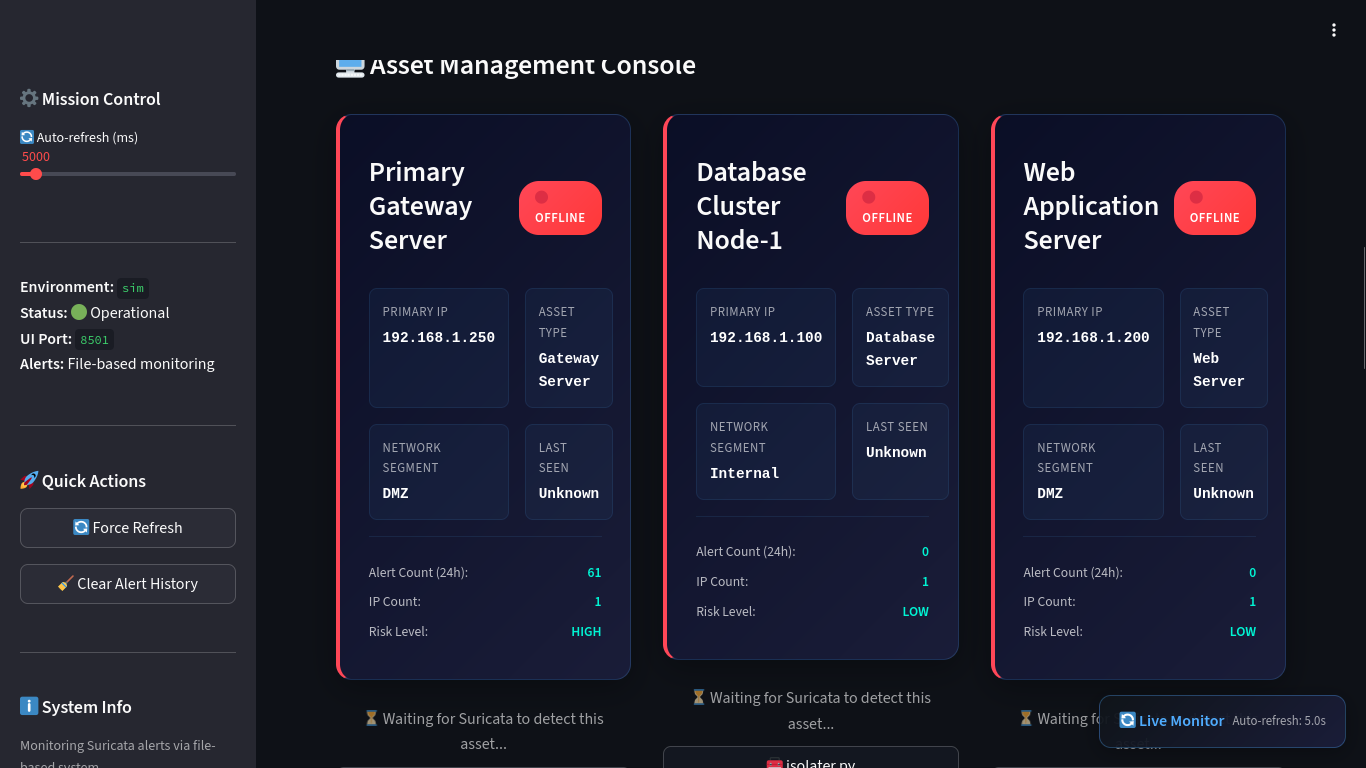 Mission Control
Auto-refresh (ms)
5000
Environment: sim
Status: Operational
UI Port: 8501
Alerts: File-based monitoring
Quick Actions
Force Refresh
Clear Alert History
System Info
Monitoring Suricata alerts via file-
based system
Asset Management Console
Primary
Gateway
Server
OFFLINE
PRIMARY IP
192.168.1.250
ASSET
TYPE
Gateway
Server
NETWORK
SEGMENT
DMZ
LAST
SEEN
Unknown
Alert Count (24h): 61
IP Count: 1
Risk Level: HIGH
Waiting for Suricata to detect this
asset...
Database
Cluster
Node-1
OFFLINE
PRIMARY IP
192.168.1.100
ASSET TYPE
Database
Server
NETWORK
SEGMENT
Internal
LAST SEEN
Unknown
Alert Count (24h): 0
IP Count: 1
Risk Level: LOW
Waiting for Suricata to detect this
asset...
isolater.py
Web
Application
Server
OFFLINE
PRIMARY IP
192.168.1.200
ASSET
TYPE
Web
Server
NETWORK
SEGMENT
DMZ
LAST
SEEN
Unknown
Alert Count (24h): 0
IP Count: 1
Risk Level: LOW
Waiting
Live Monitor Auto-refresh: 5.0s